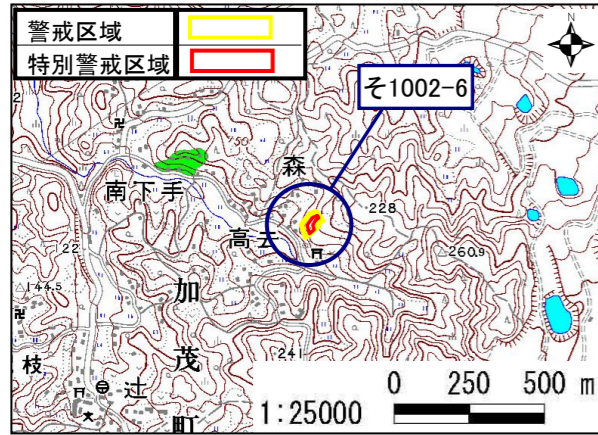 警戒区域
特別警戒区域
N
そ1002-6
2
森
南下手
228
高去
22
260.9
144.5
加
茂
町
241
枝
辻
0 250 500 m
1:25000